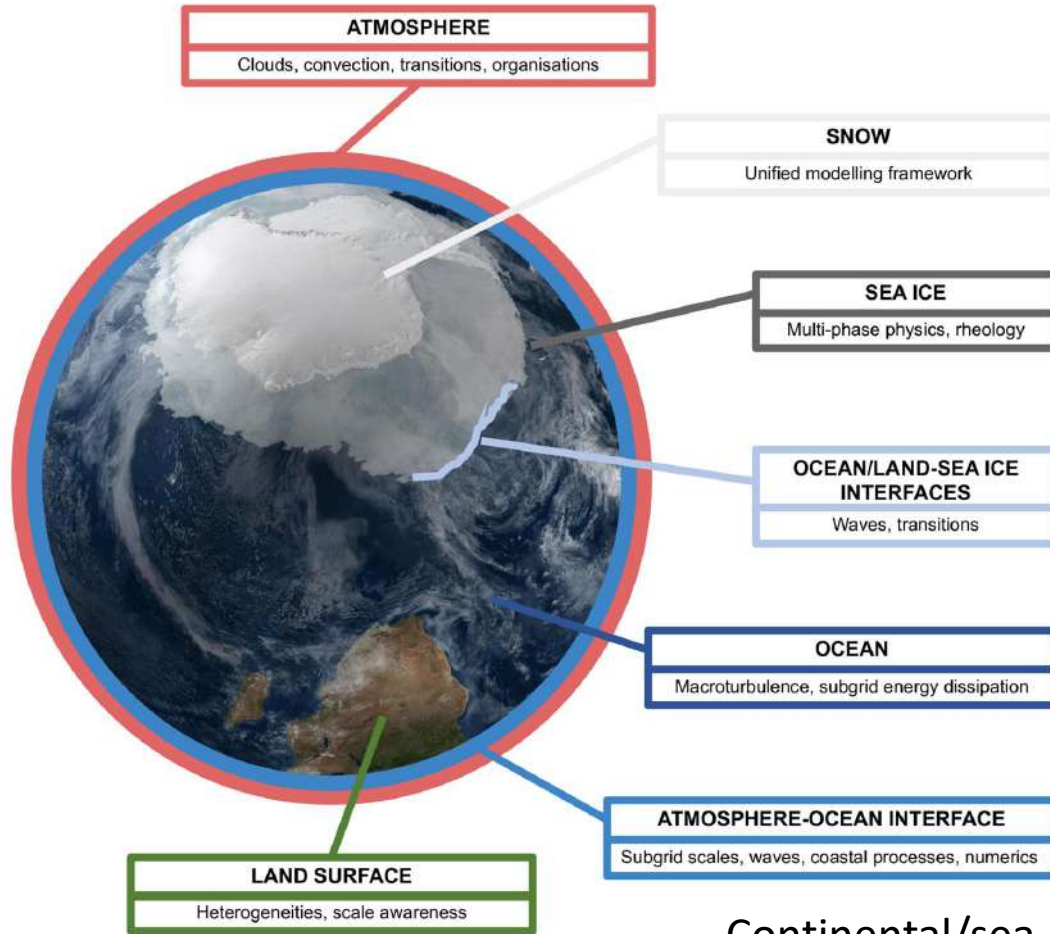 ATMOSPHERE
Clouds, convection, transitions, organisations
SNOW
Unified modelling framework
SEA ICE
Multi-phase physics, rheology
OCEAN/LAND-SEA ICE
INTERFACES
Waves, transitions
OCEAN
Macroturbulence, subgrid energy dissipation
ATMOSPHERE-OCEAN INTERFACE
Subgrid scales, waves, coastal processes, numerics
LAND SURFACE
Heterogeneities, scale awareness
Continental/sea